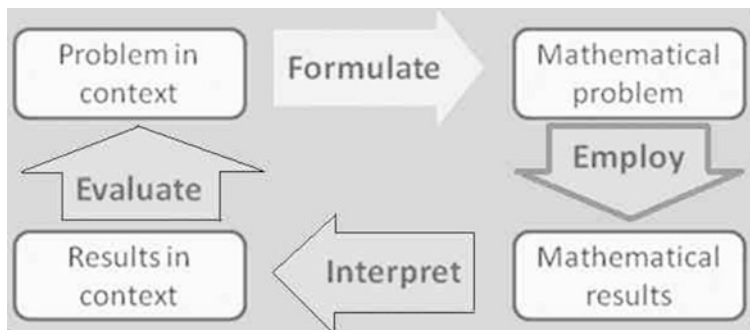 Problem in
context
Formulate
Mathematical
problem
Employ
Evaluate
Results in
context
Interpret
Mathematical
results